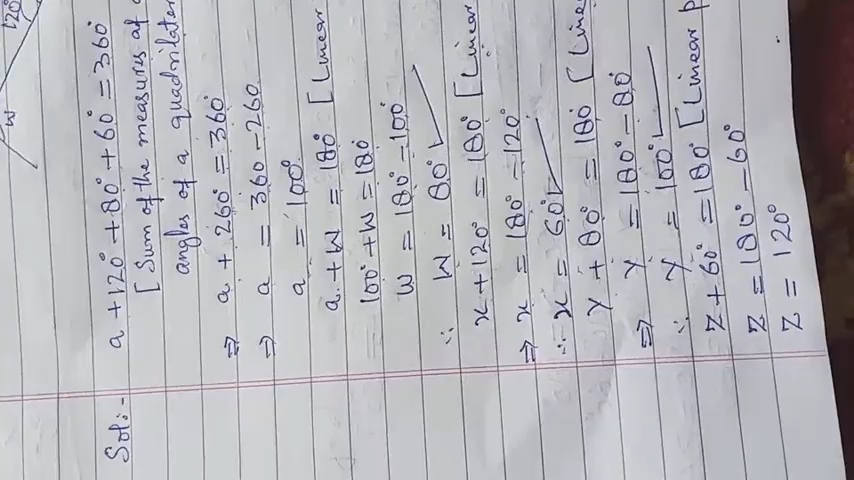 120°
w
Sol:- a + 120° + 80° + 60° = 360°
[Sum of the measures of
angles of a quadrilater
⇒ a + 260° = 360°
⇒ a = 360 - 260
a = 100°
a + w = 180° [Linear
100° + w = 180°
w = 180° - 100°
∴ w = 80°
x + 120° = 180° [Linear
⇒ x = 180° - 120°
∴ x = 60°
y + 80° = 180° [Line
⇒ y = 180° - 80°
∴ y = 100°
z + 60° = 180° [Linear p
z = 180° - 60°
z = 120°